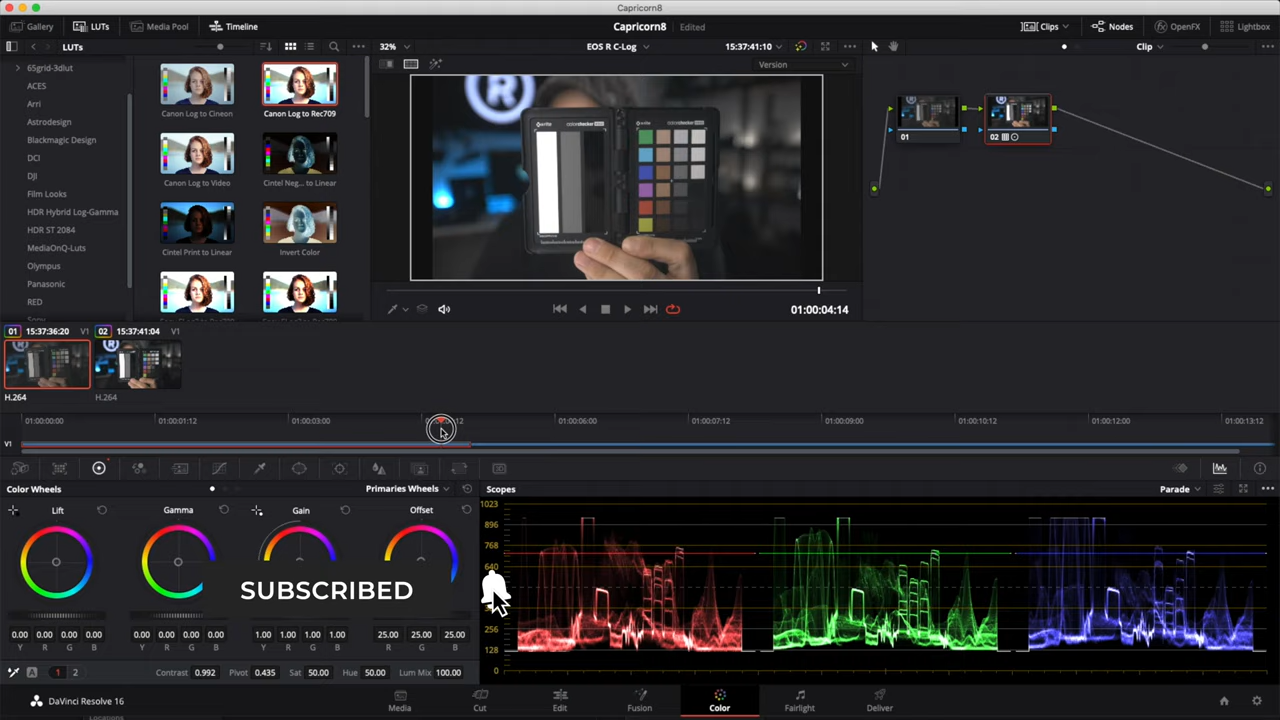 Capricorn8
Gallery LUTs Media Pool Timeline Capricorn8 Edited Clips Nodes OpenFX Lightbox
LUTs 32% EOS R C-Log 15:37:41:10 Clip
Version
65grid-3dlut
ACES
Arri
Astrodesign
Blackmagic Design
DCI
DJI
Film Looks
HDR Hybrid Log-Gamma
HDR ST 2084
MediaOnQ-Luts
Olympus
Panasonic
RED
Sony
Canon Log to Cineon Canon Log to Rec709
Canon Log to Video Cintel Neg... to Linear
Cintel Print to Linear Invert Color
R
x-rite colorchecker
x-rite colorchecker
01 02
01:00:04:14
01 15:37:36:20 V1 02 15:37:41:04 V1
H.264 H.264
01:00:00:00 01:00:01:12 01:00:03:00 01:00:06:00 01:00:07:12 01:00:09:00 01:00:10:12 01:00:12:00 01:00:13:12
V1
Color Wheels Primaries Wheels Scopes Parade
Lift Gamma Gain Offset
SUBSCRIBED
0.00 0.00 0.00 0.00 0.00 0.00 0.00 0.00 1.00 1.00 1.00 1.00 25.00 25.00 25.00
Y R G B Y R G B Y R G B R G B
A 1 2 Contrast 0.992 Pivot 0.435 Sat 50.00 Hue 50.00 Lum Mix 100.00
1023
896
768
640
256
128
0
DaVinci Resolve 16 Media Cut Edit Fusion Color Fairlight Deliver